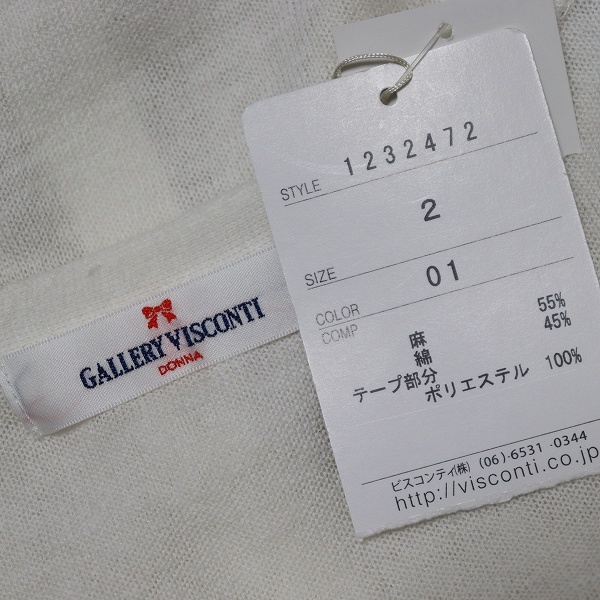 GALLERY VISCONTI
DONNA
STYLE 1232472
SIZE 2
COLOR 01
COMP
麻 55%
綿 45%
テープ部分
ポリエステル 100%
ビスコンティ(株) (06)-6531-0344
http://visconti.co.jp